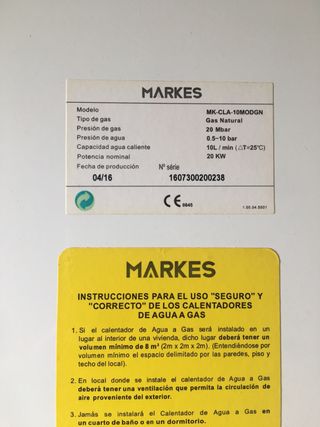 MARKES
Modelo MK-CLA-10MODGN
Tipo de gas Gas Natural
Presión de gas 20 Mbar
Presión de agua 0.5~10 bar
Capacidad agua caliente 10L / min (△T=25°C)
Potencia nominal 20 KW
Fecha de producción Nº série
04/16 1607300200238
CE 0845
MARKES
INSTRUCCIONES PARA EL USO "SEGURO" Y
"CORRECTO" DE LOS CALENTADORES
DE AGUA A GAS
1. Si el calentador de Agua a Gas será instalado en un
lugar al interior de una vivienda, dicho lugar deberá tener un
volumen mínimo de 8 m³ (2m x 2m x 2m). (Entendiéndose por
volumen mínimo el espacio delimitado por las paredes, piso y
techo del local).
2. En local donde se instale el calentador de Agua a Gas
deberá tener una ventilación que permita la circulación de
aire proveniente del exterior.
3. Jamás se instalará el Calentador de Agua a Gas en
un cuarto de baño o en un dormitorio.